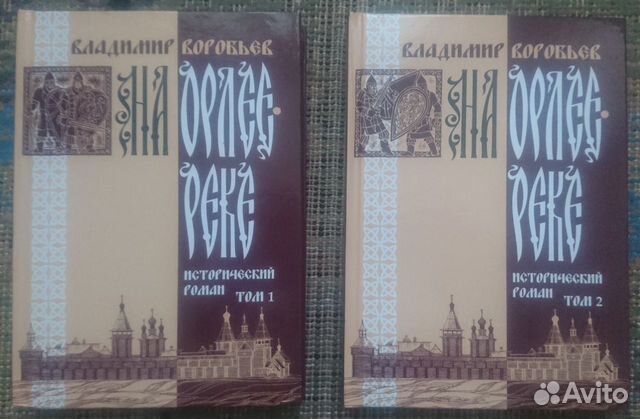 ВЛАДИМИР ВОРОБЬЕВ
НА
ОРЛЕЕ-
РЕКЕ
ИСТОРИЧЕСКИЙ
РОМАН ТОМ 1
ВЛАДИМИР ВОРОБЬЕВ
НА
ОРЛЕЕ-
РЕКЕ
ИСТОРИЧЕСКИЙ
РОМАН ТОМ 2
Avito